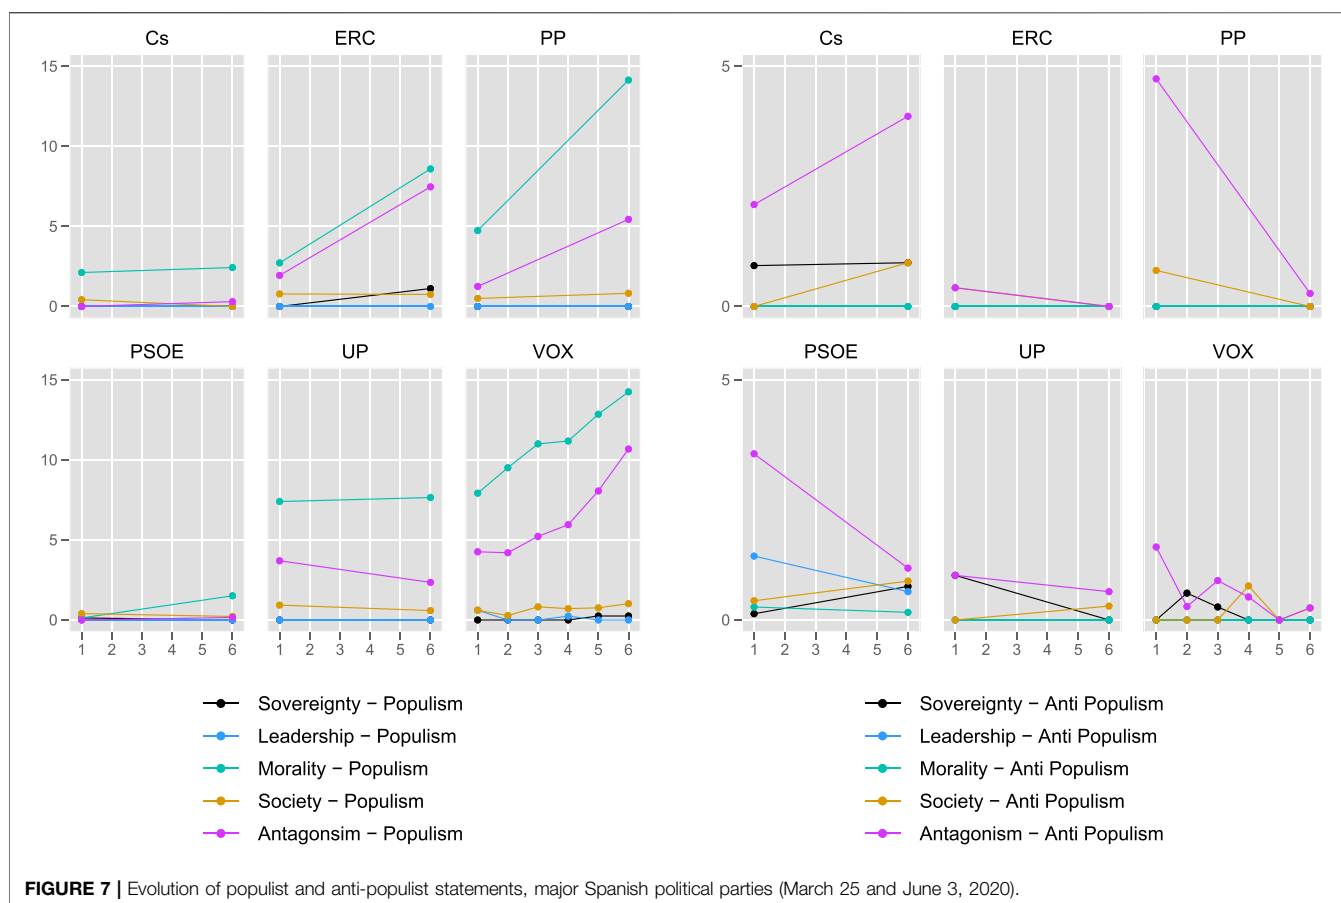 Cs ERC PP Cs ERC PP
15
10
5
0
5
0
PSOE UP VOX PSOE UP VOX
15
10
5
0
5
0
1 2 3 4 5 6 1 2 3 4 5 6 1 2 3 4 5 6 1 2 3 4 5 6 1 2 3 4 5 6 1 2 3 4 5 6
Sovereignty − Populism
Leadership − Populism
Morality − Populism
Society − Populism
Antagonsim − Populism
Sovereignty − Anti Populism
Leadership − Anti Populism
Morality − Anti Populism
Society − Anti Populism
Antagonism − Anti Populism
FIGURE 7 | Evolution of populist and anti-populist statements, major Spanish political parties (March 25 and June 3, 2020).